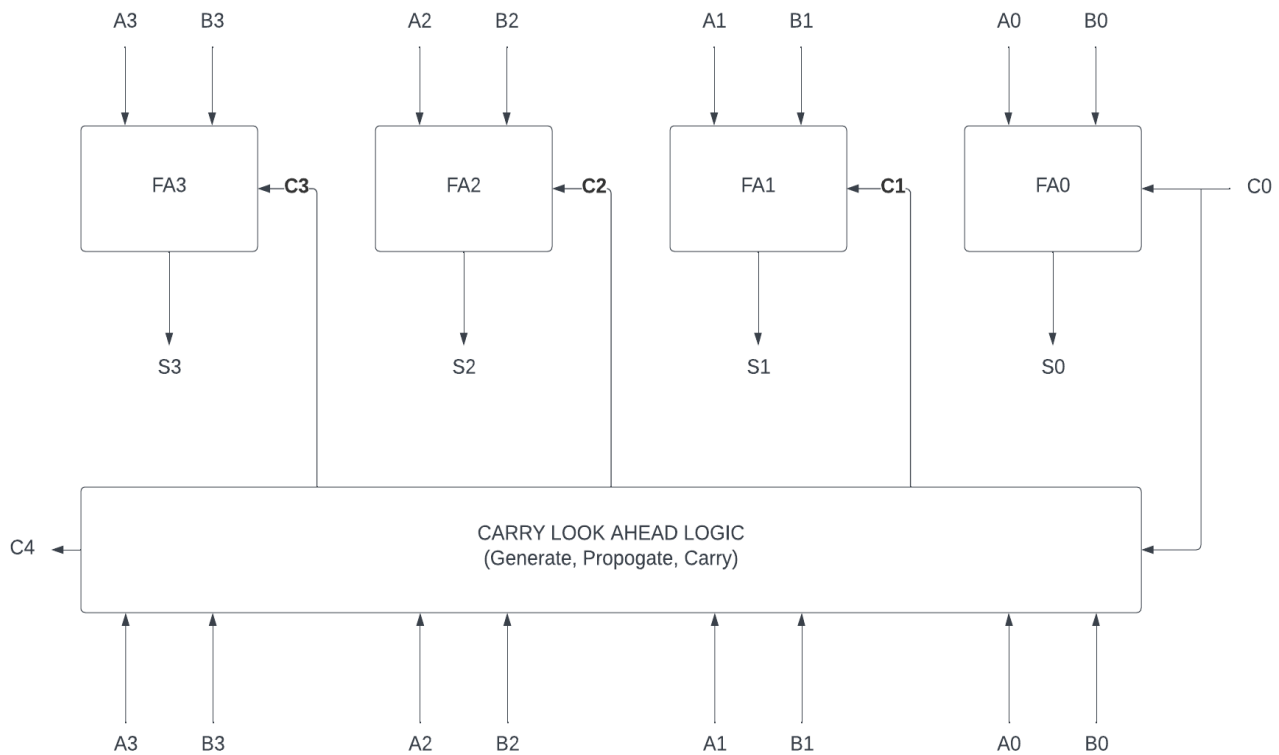 A3 B3 A2 B2 A1 B1 A0 B0
FA3 C3 FA2 C2 FA1 C1 FA0 C0
S3 S2 S1 S0
CARRY LOOK AHEAD LOGIC
C4
(Generate, Propogate, Carry)
A3 B3 A2 B2 A1 B1 A0 B0